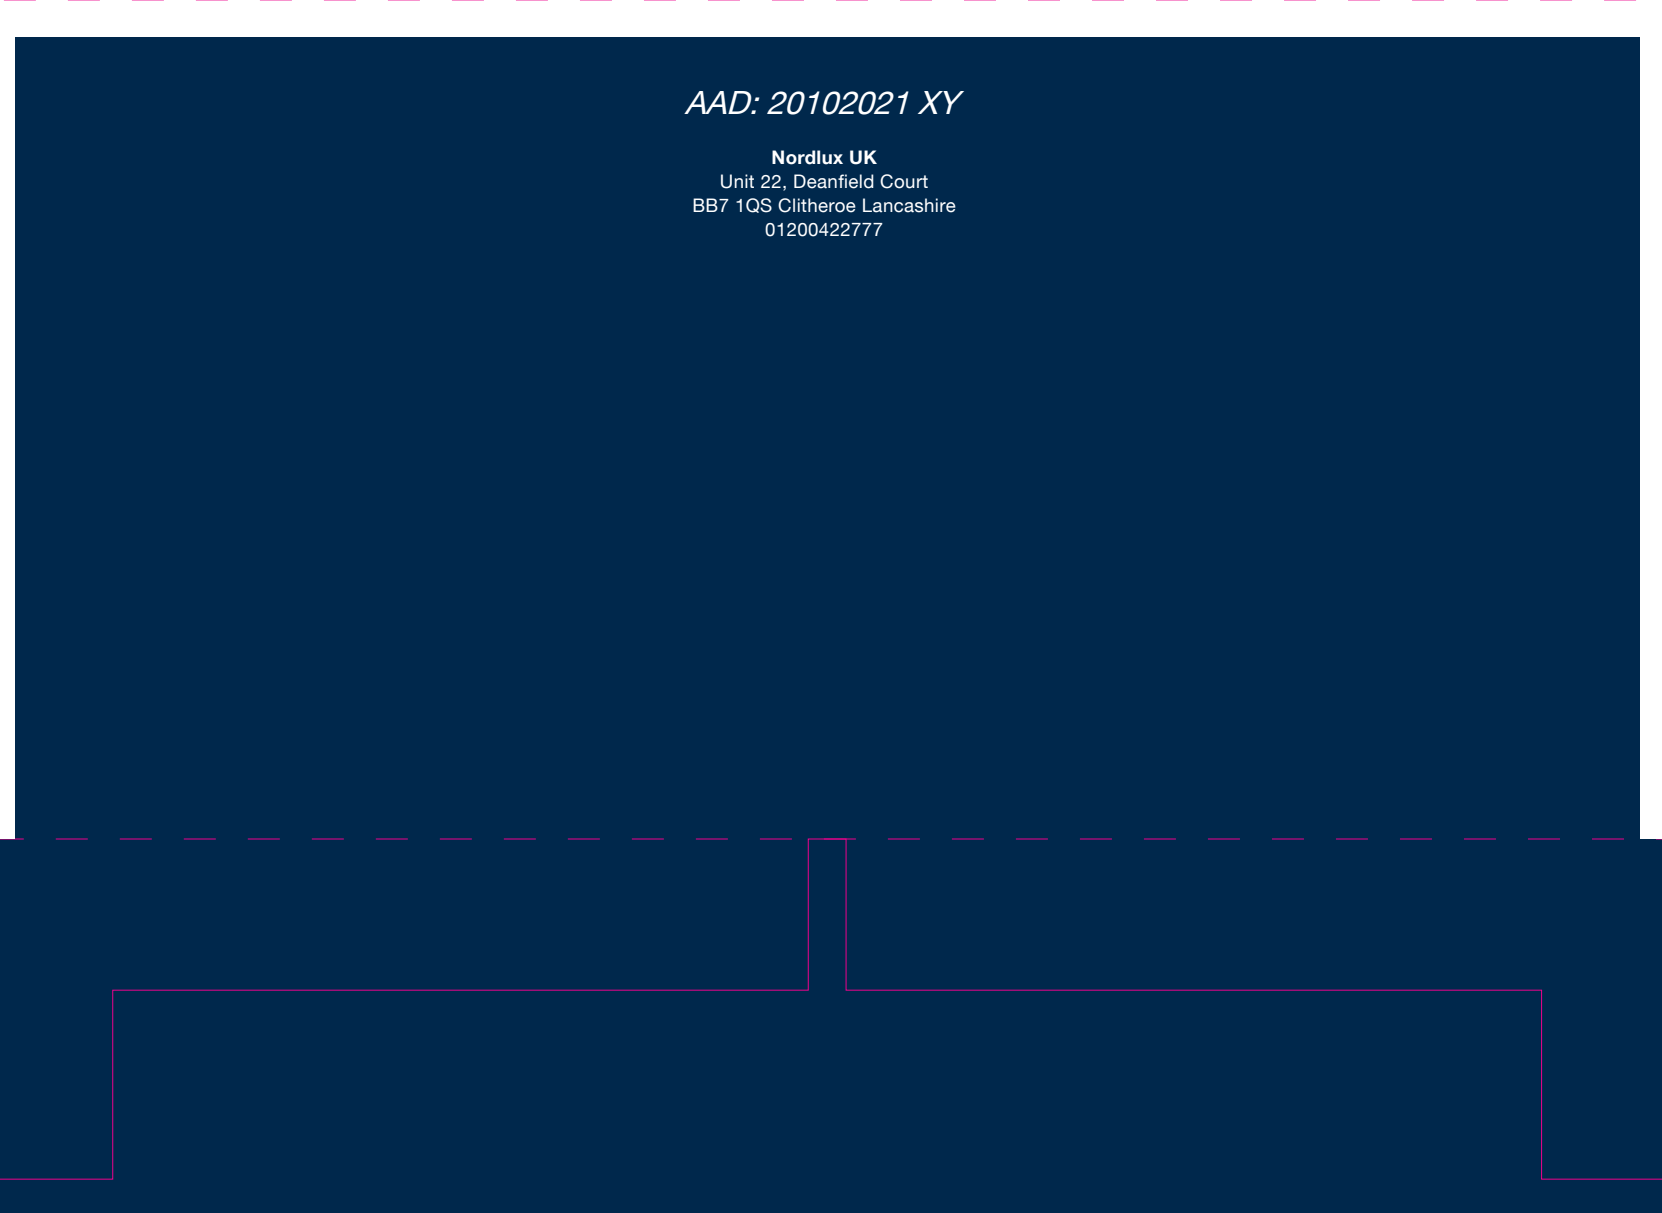 AAD: 20102021 XY
Nordlux UK
Unit 22, Deanfield Court
BB7 1QS Clitheroe Lancashire
01200422777